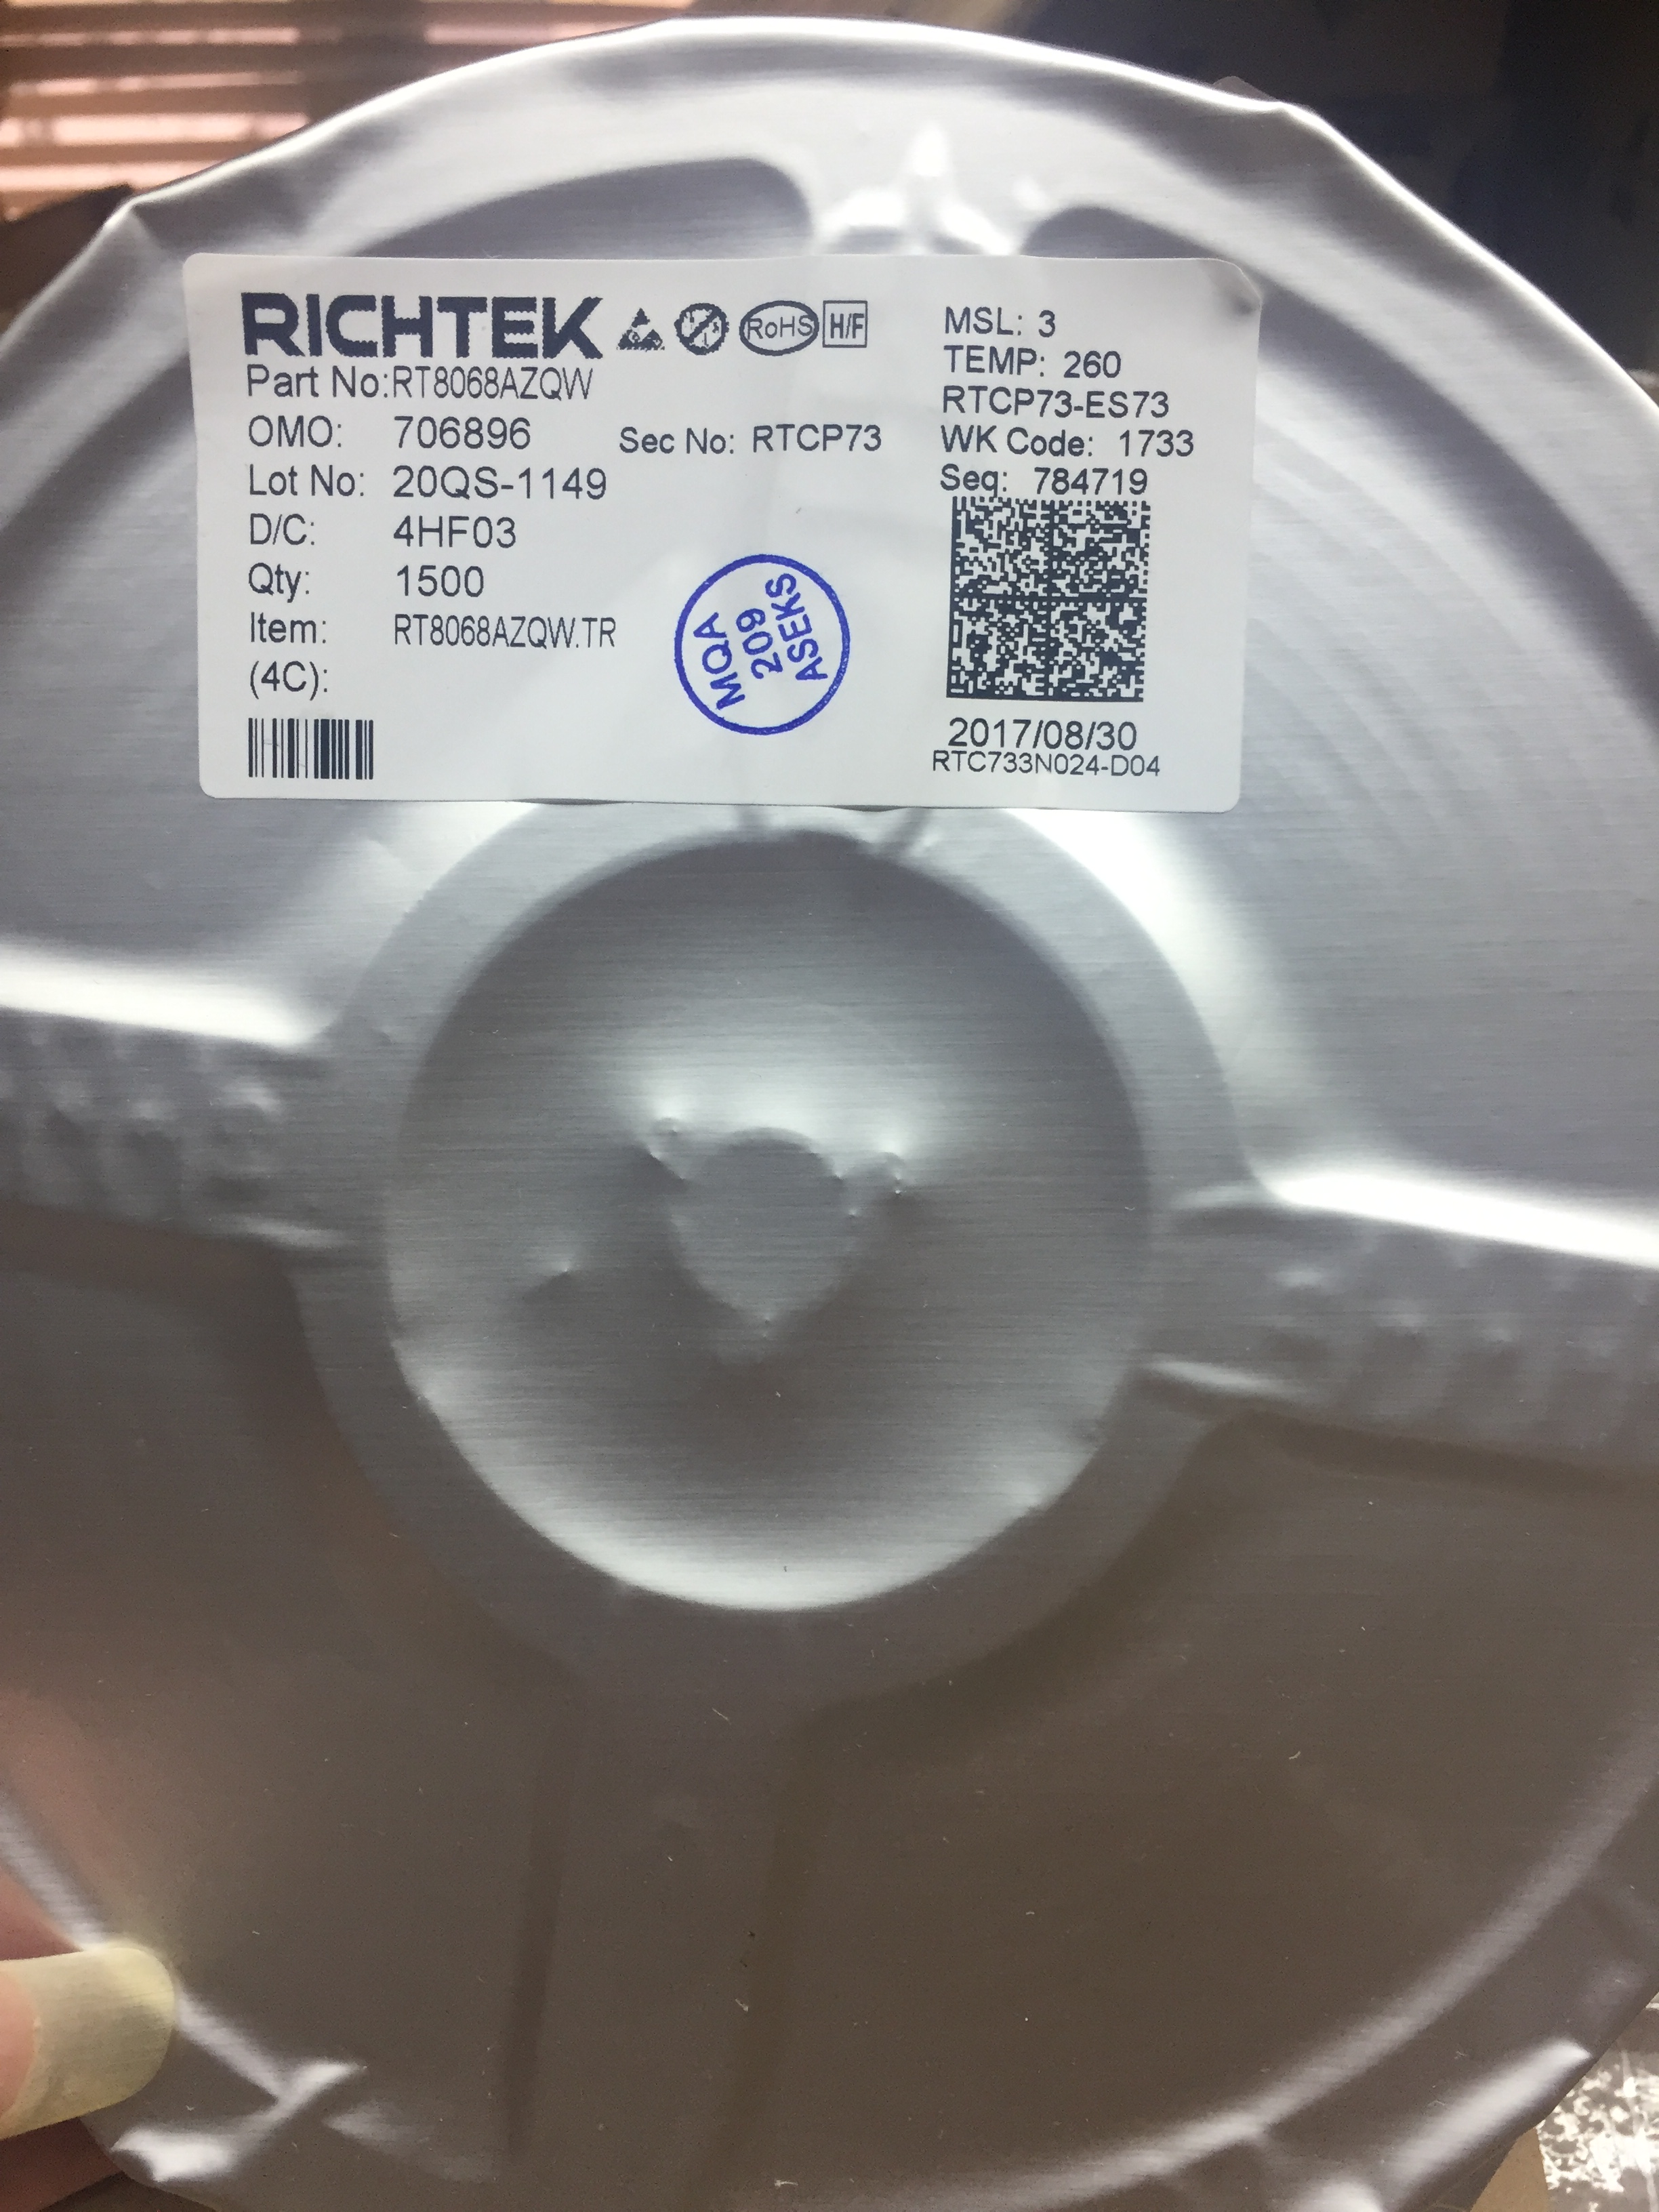 RICHTEK RoHS H/F
Part No:RT8068AZQW
OMO: 706896 Sec No: RTCP73
Lot No: 20QS-1149
D/C: 4HF03
Qty: 1500
Item: RT8068AZQW.TR
(4C):
MQA
209
ASEKS
MSL: 3
TEMP: 260
RTCP73-ES73
WK Code: 1733
Seq: 784719
2017/08/30
RTC733N024-D04